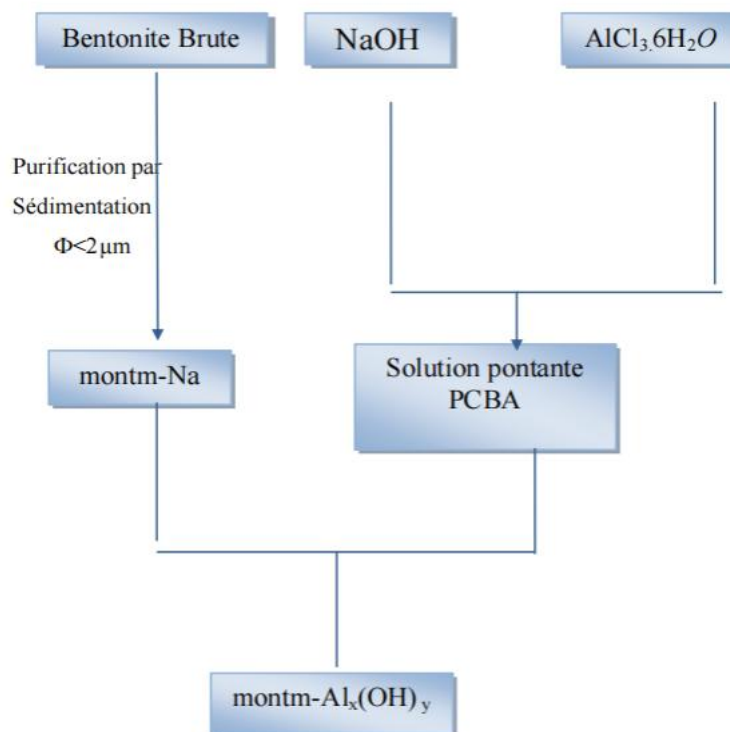 Bentonite Brute
NaOH
AlCl₃.6H₂O
Purification par
Sédimentation
Φ<2µm
montm-Na
Solution pontante
PCBA
montm-Alₓ(OH) ᵧ